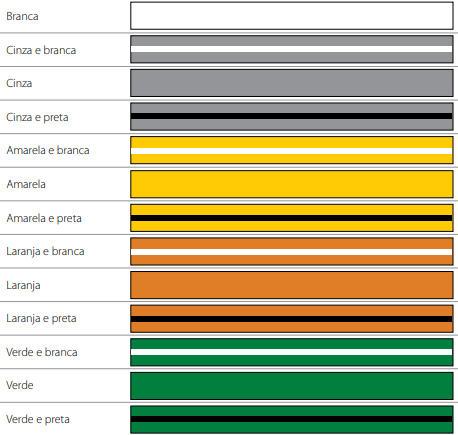 Branca
Cinza e branca
Cinza
Cinza e preta
Amarela e branca
Amarela
Amarela e preta
Laranja e branca
Laranja
Laranja e preta
Verde e branca
Verde
Verde e preta